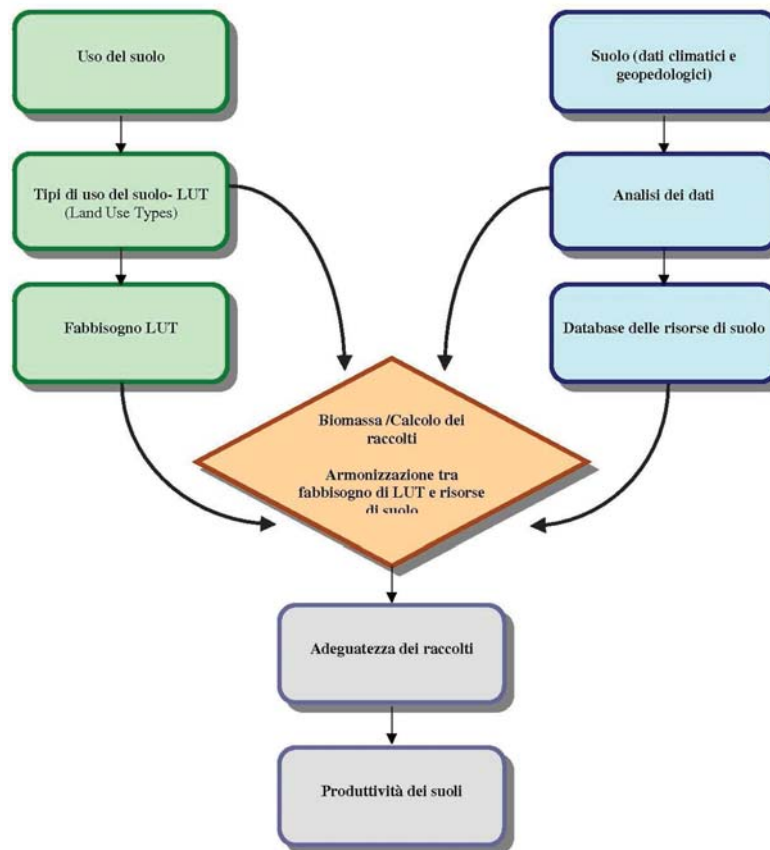 Uso del suolo
Suolo (dati climatici e
geopedologici)
Tipi di uso del suolo- LUT
(Land Use Types)
Analisi dei dati
Fabbisogno LUT
Database delle risorse di suolo
Biomassa /Calcolo dei
raccolti
Armonizzazione tra
fabbisogno di LUT e risorse
di suolo
Adeguatezza dei raccolti
Produttività dei suoli